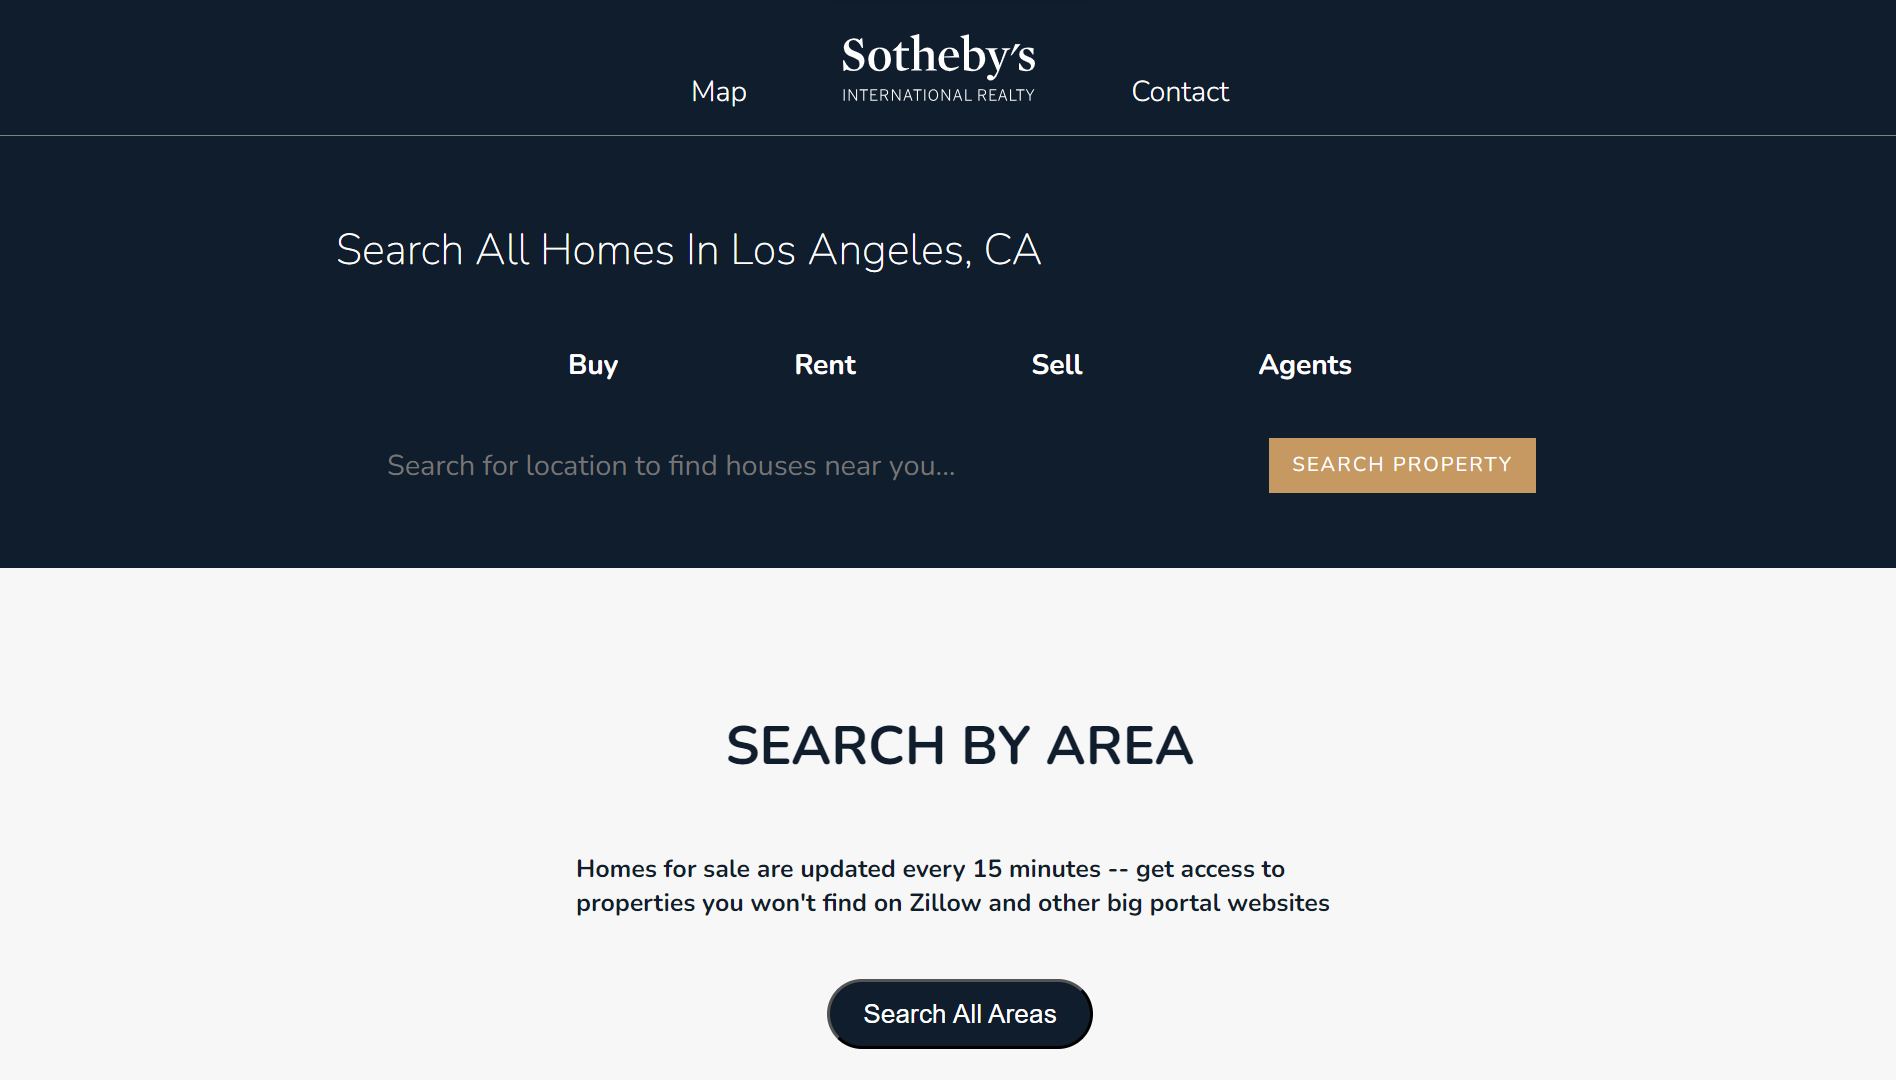 Map
Sotheby's
INTERNATIONAL REALTY
Contact
Search All Homes In Los Angeles, CA
Buy
Rent
Sell
Agents
Search for location to find houses near you...
SEARCH PROPERTY
SEARCH BY AREA
Homes for sale are updated every 15 minutes -- get access to
properties you won't find on Zillow and other big portal websites
Search All Areas